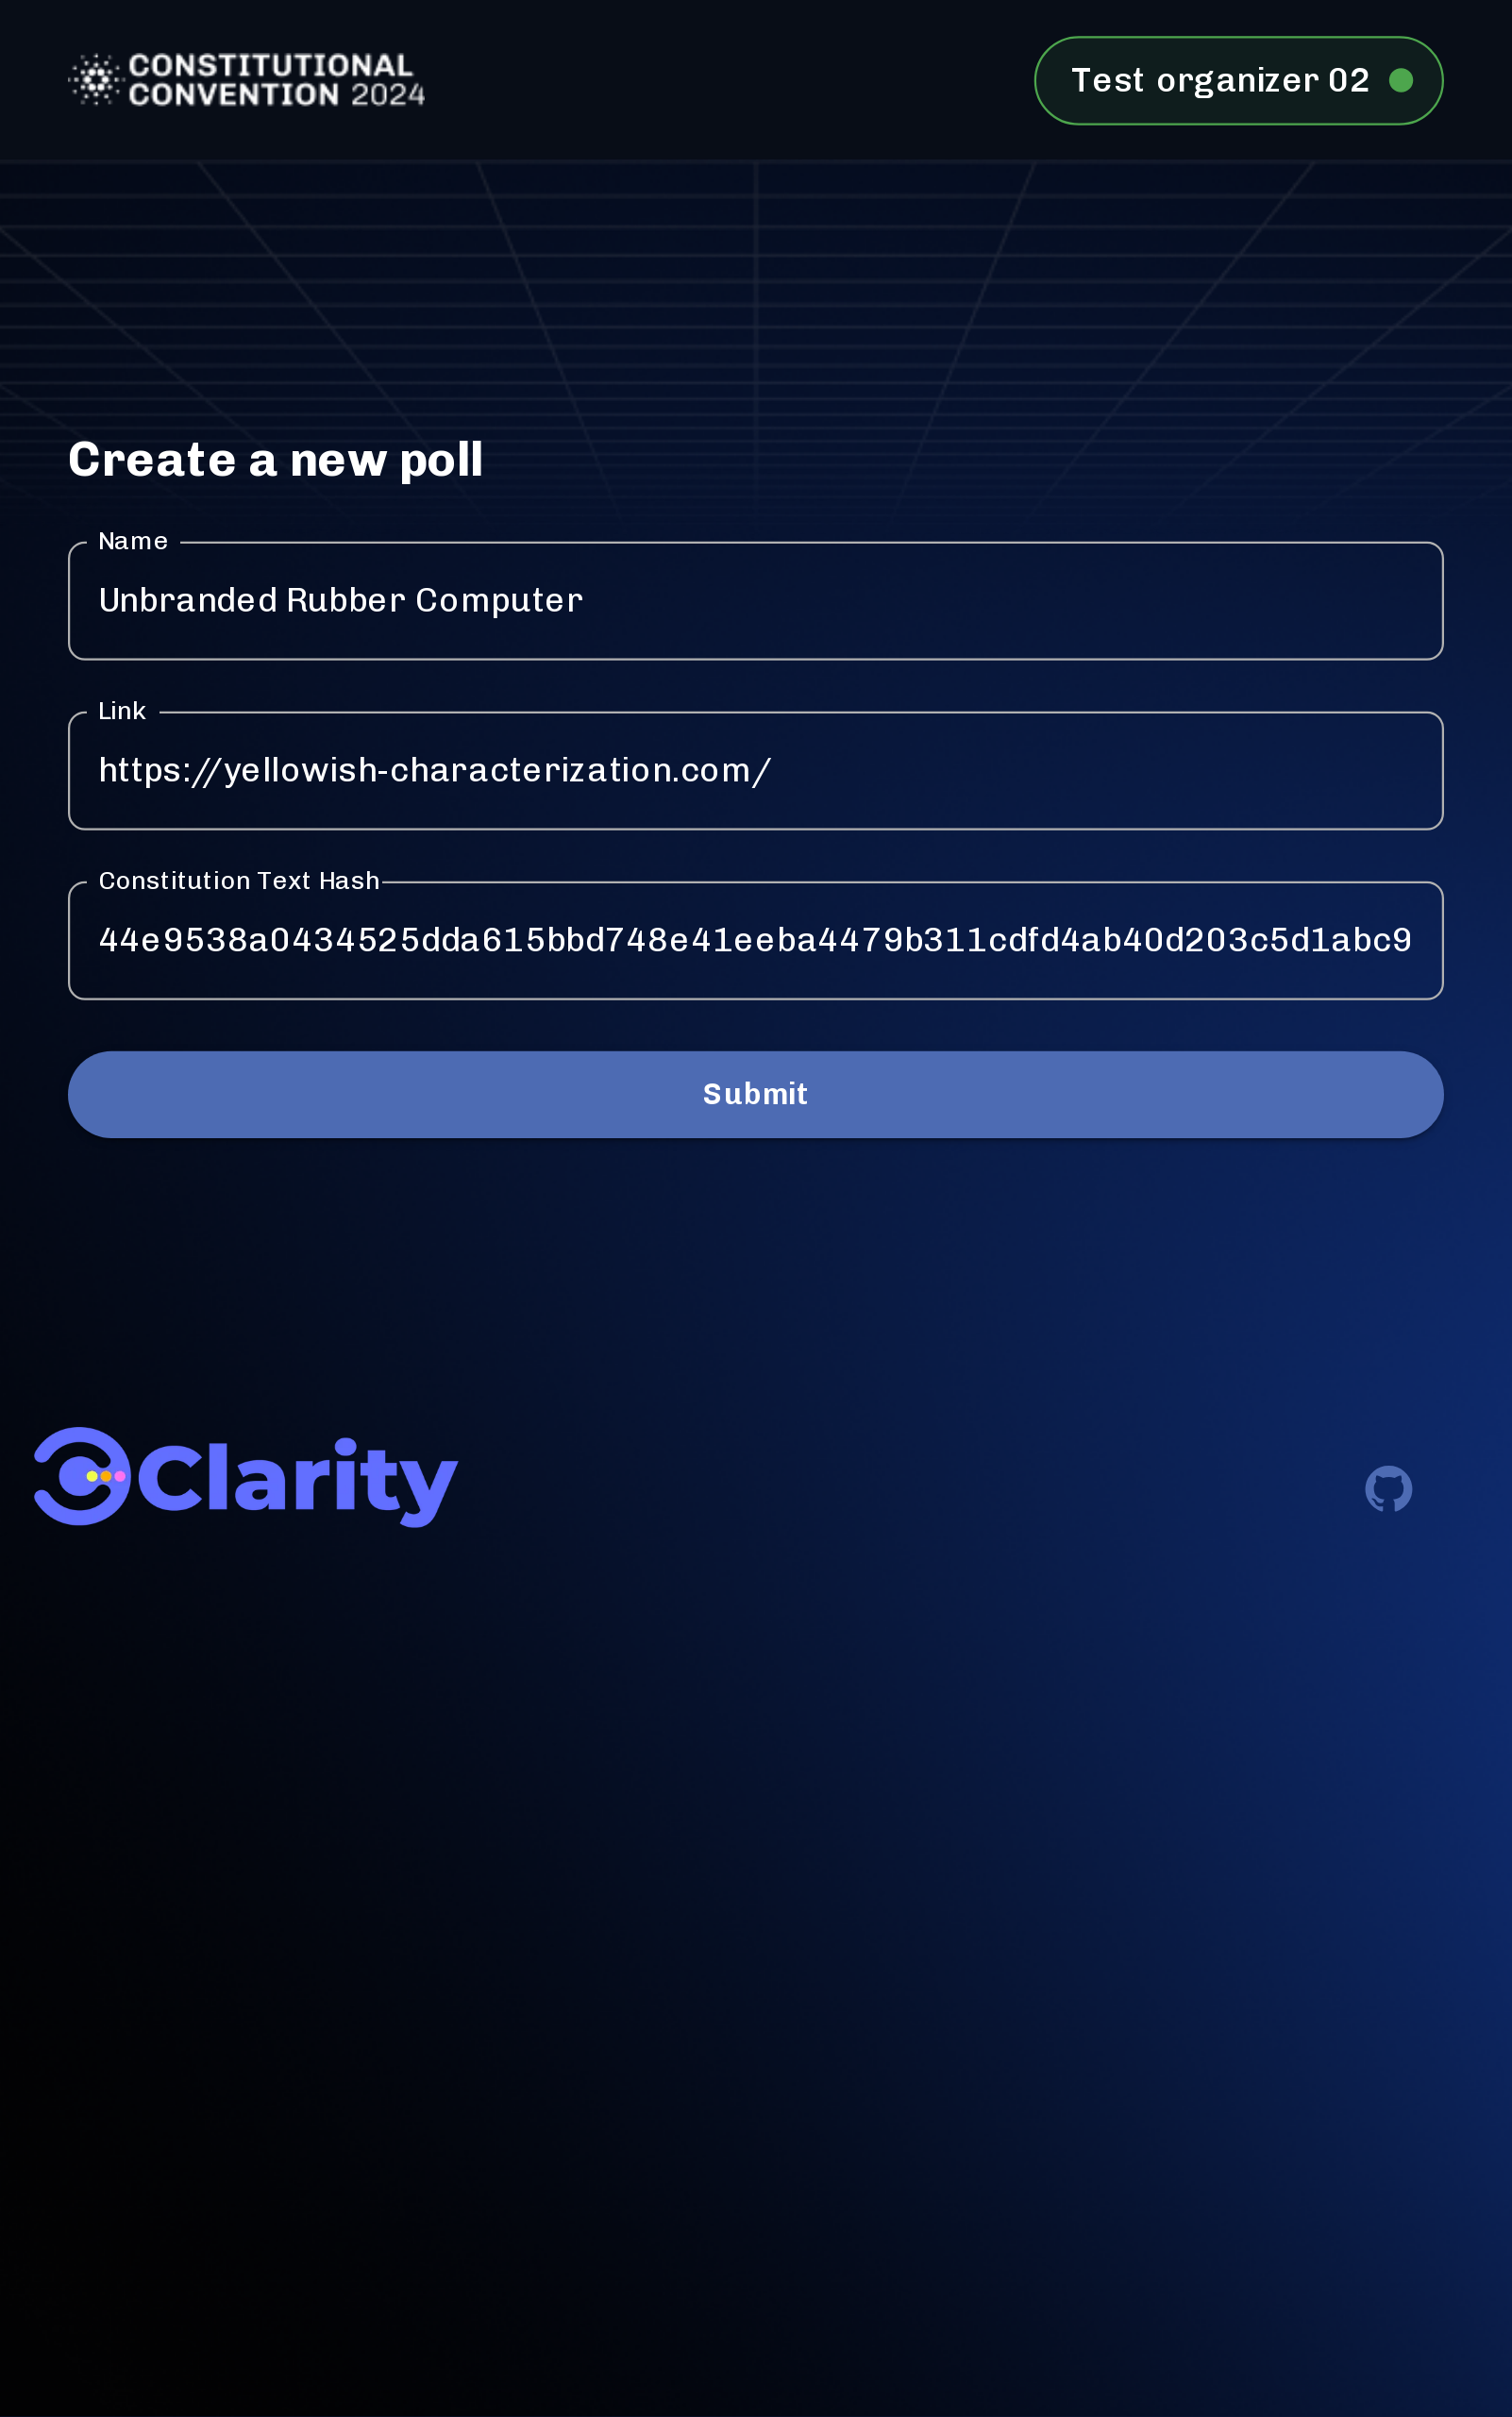 CONSTITUTIONAL
CONVENTION 2024
Test organizer 02
Create a new poll
Name
Unbranded Rubber Computer
Link
https://yellowish-characterization.com/
Constitution Text Hash
44e9538a0434525dda615bbd748e41eeba4479b311cdfd4ab40d203c5d1abc9
Submit
Clarity